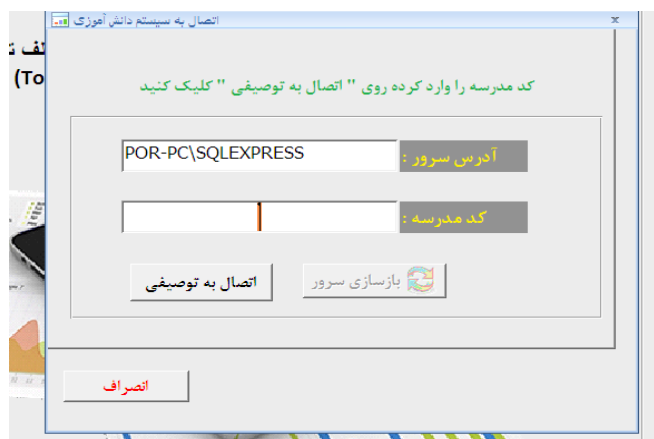 اتصال به سیستم دانش آموزی
x
لف
(To
کد مدرسه را وارد کرده روی " اتصال به توصیفی " کلیک کنید
آدرس سرور :
POR-PC\SQLEXPRESS
کد مدرسه :
بازسازی سرور
اتصال به توصیفی
انصراف